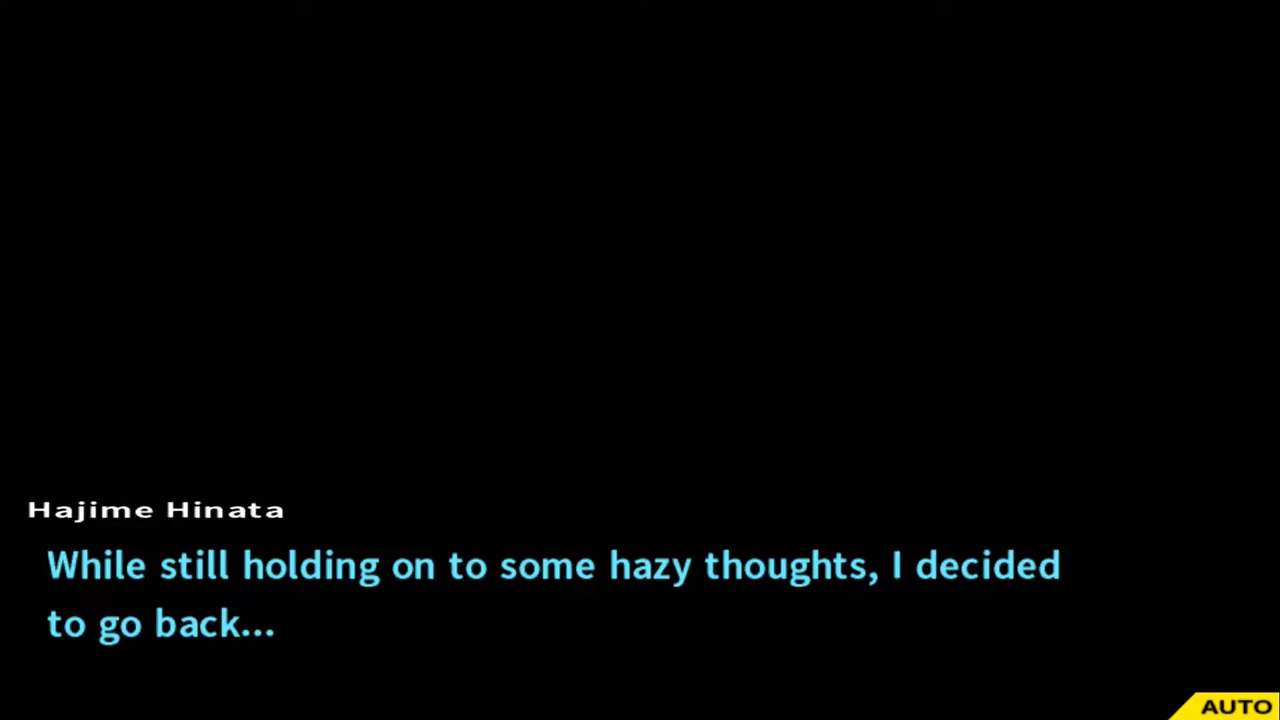 Hajime Hinata
While still holding on to some hazy thoughts, I decided
to go back...
AUTO